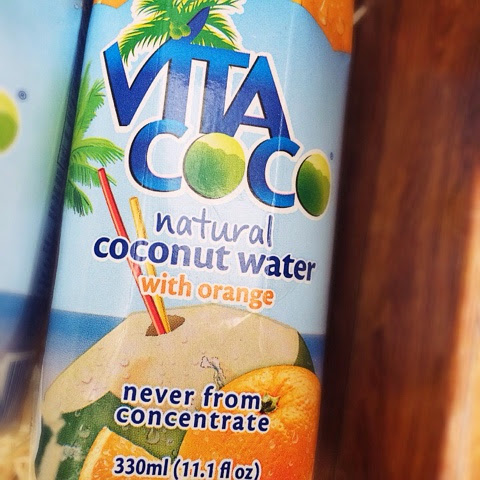 VITA
COCO
natural
coconut water
with orange
never from
concentrate
330ml (11.1 fl oz)